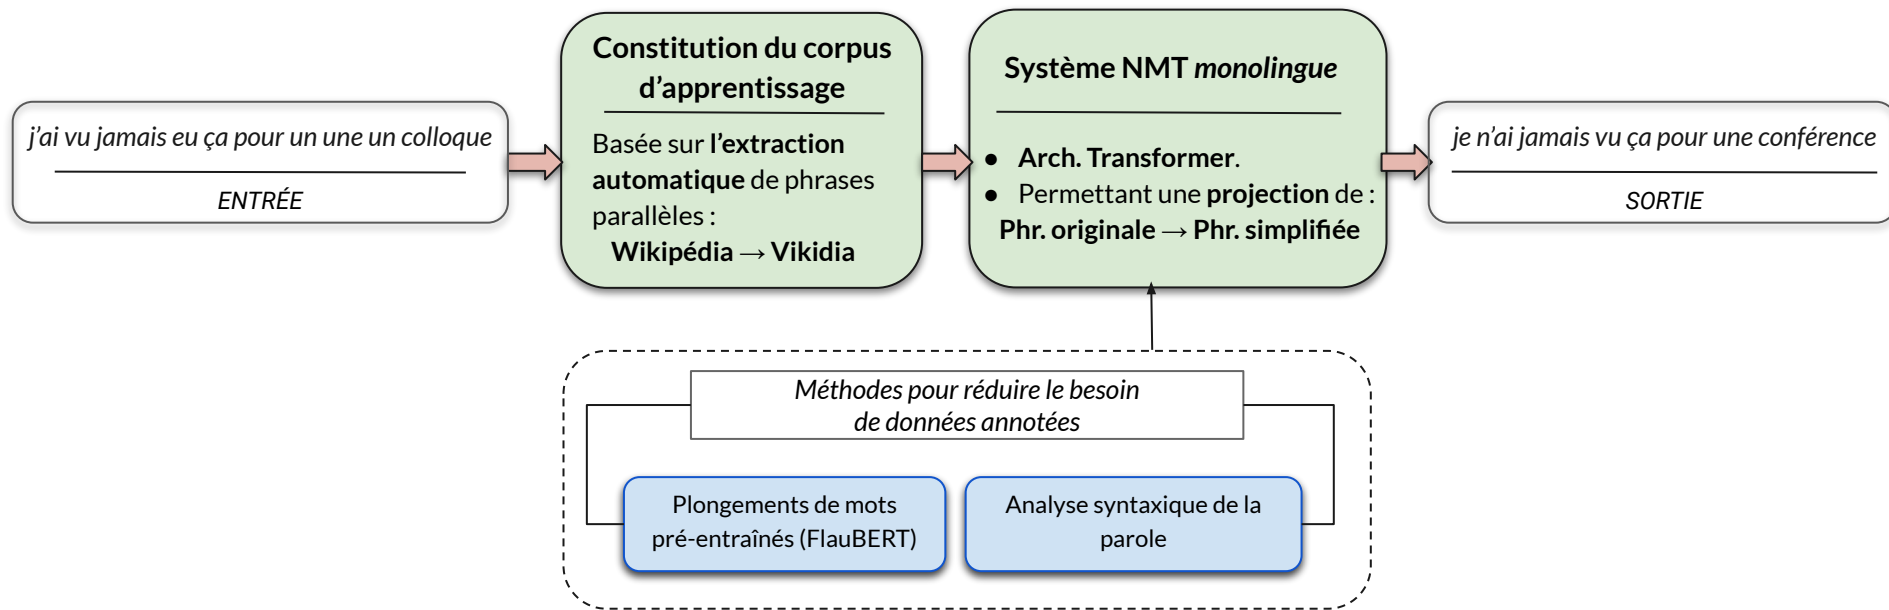 j'ai vu jamais eu ça pour un une un colloque
ENTRÉE
Constitution du corpus
d'apprentissage
Basée sur l'extraction
automatique de phrases
parallèles :
Wikipédia → Vikidia
Système NMT monolingue
● Arch. Transformer.
● Permettant une projection de :
Phr. originale → Phr. simplifiée
je n'ai jamais vu ça pour une conférence
SORTIE
Méthodes pour réduire le besoin
de données annotées
Plongements de mots
pré-entraînés (FlauBERT)
Analyse syntaxique de la
parole